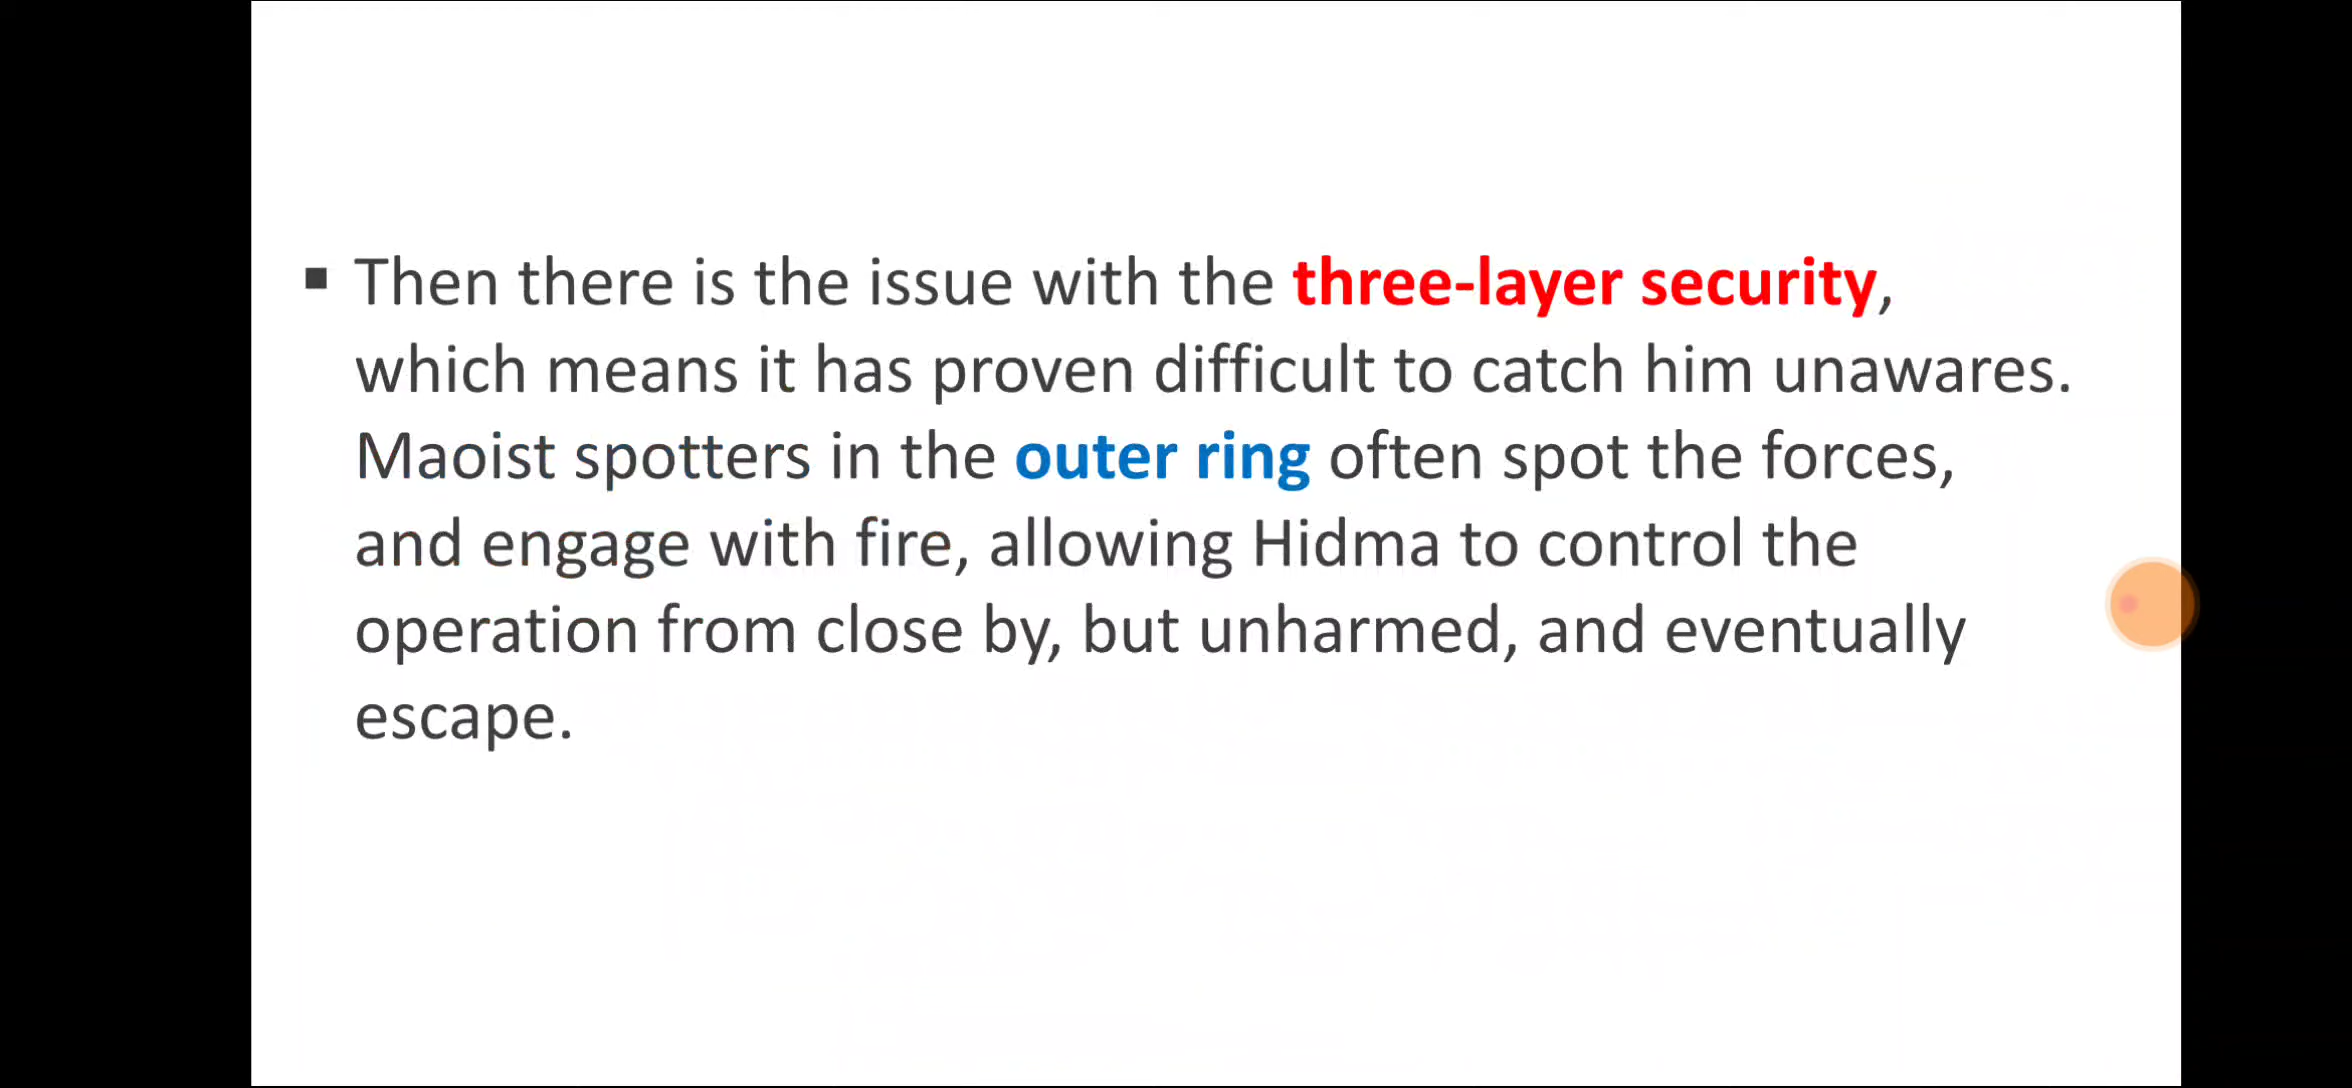 ▪ Then there is the issue with the three-layer security,
which means it has proven difficult to catch him unawares.
Maoist spotters in the outer ring often spot the forces,
and engage with fire, allowing Hidma to control the
operation from close by, but unharmed, and eventually
escape.